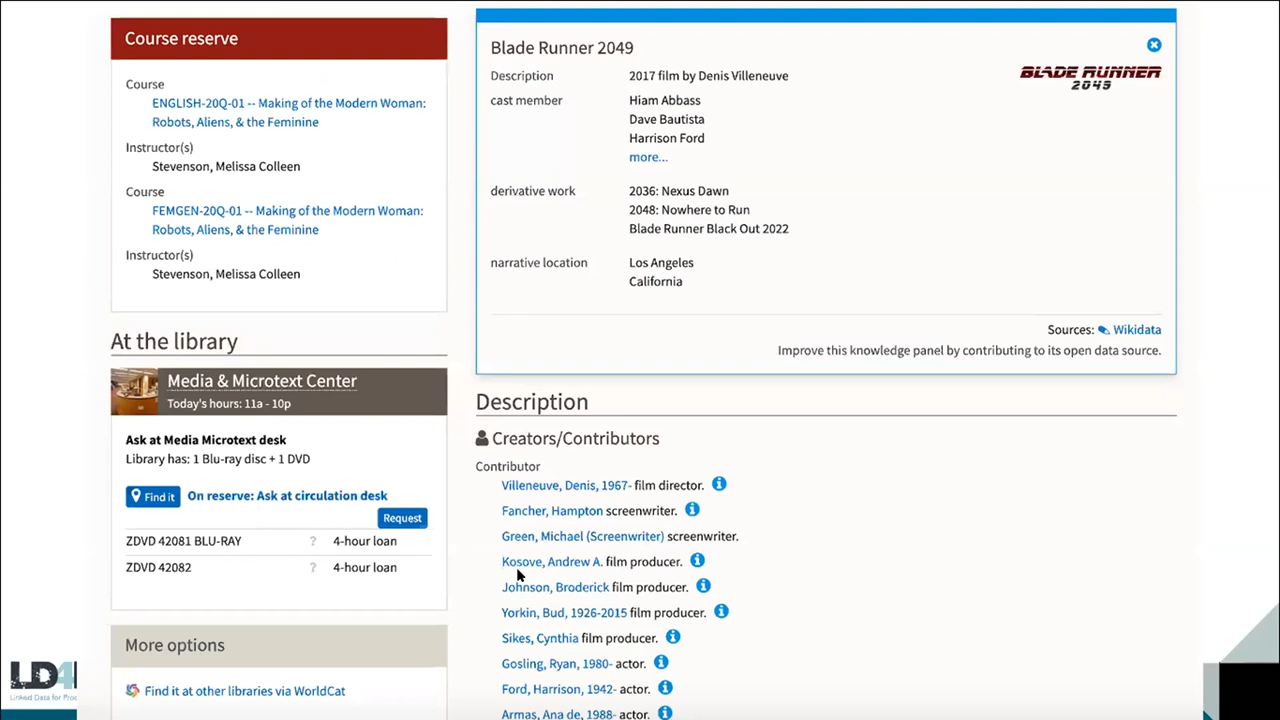 Course reserve
Course
ENGLISH-20Q-01 -- Making of the Modern Woman:
Robots, Aliens, & the Feminine
Instructor(s)
Stevenson, Melissa Colleen
Course
FEMGEN-20Q-01 -- Making of the Modern Woman:
Robots, Aliens, & the Feminine
Instructor(s)
Stevenson, Melissa Colleen
At the library
Media & Microtext Center
Today's hours: 11a - 10p
Ask at Media Microtext desk
Library has: 1 Blu-ray disc + 1 DVD
Find it On reserve: Ask at circulation desk
Request
ZDVD 42081 BLU-RAY ? 4-hour loan
ZDVD 42082 ? 4-hour loan
More options
Find it at other libraries via WorldCat
LD4
Linked Data for Proc
Blade Runner 2049
BLADE RUNNER
2049
Description 2017 film by Denis Villeneuve
cast member Hiam Abbass
Dave Bautista
Harrison Ford
more...
derivative work 2036: Nexus Dawn
2048: Nowhere to Run
Blade Runner Black Out 2022
narrative location Los Angeles
California
Sources: Wikidata
Improve this knowledge panel by contributing to its open data source.
Description
Creators/Contributors
Contributor
Villeneuve, Denis, 1967- film director.
Fancher, Hampton screenwriter.
Green, Michael (Screenwriter) screenwriter.
Kosove, Andrew A. film producer.
Johnson, Broderick film producer.
Yorkin, Bud, 1926-2015 film producer.
Sikes, Cynthia film producer.
Gosling, Ryan, 1980- actor.
Ford, Harrison, 1942- actor.
Armas, Ana de, 1988- actor.